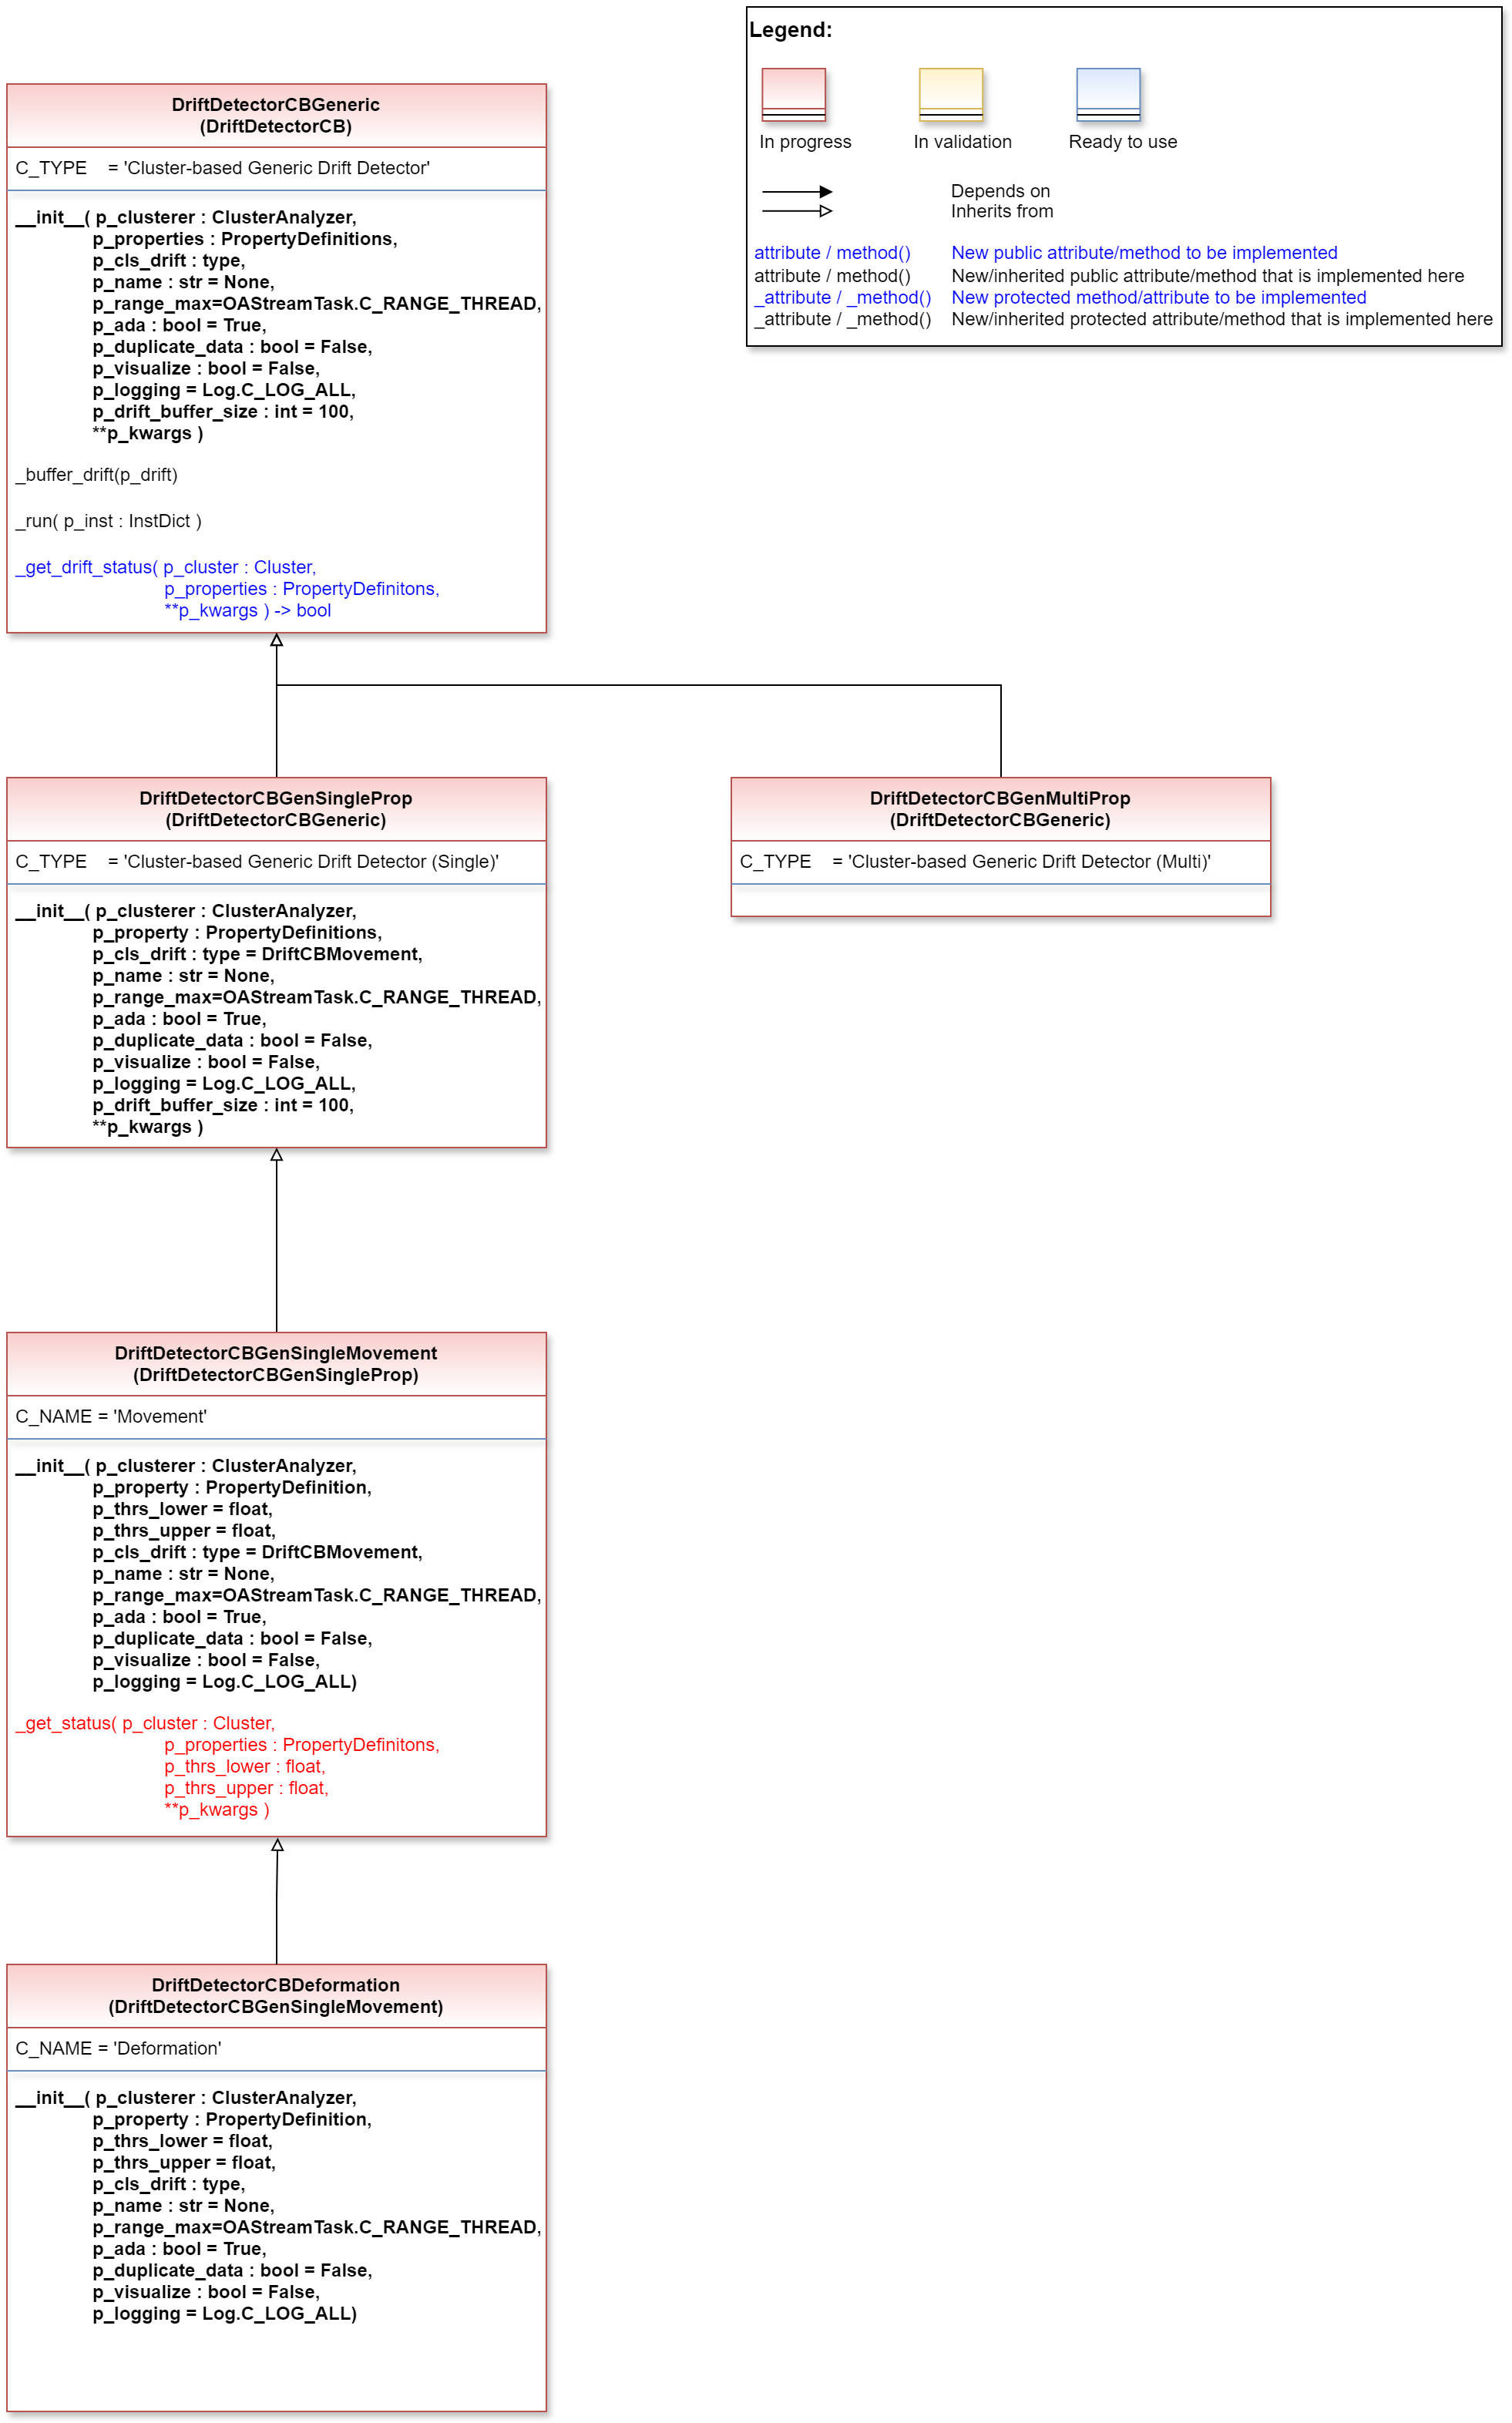 Legend:
In progress
In validation
Ready to use
Depends on
Inherits from
attribute / method() New public attribute/method to be implemented
attribute / method() New/inherited public attribute/method that is implemented here
_attribute / _method() New protected method/attribute to be implemented
_attribute / _method() New/inherited protected attribute/method that is implemented here
DriftDetectorCBGeneric
(DriftDetectorCB)
C_TYPE = 'Cluster-based Generic Drift Detector'
__init__( p_clusterer : ClusterAnalyzer,
p_properties : PropertyDefinitions,
p_cls_drift : type,
p_name : str = None,
p_range_max=OAStreamTask.C_RANGE_THREAD,
p_ada : bool = True,
p_duplicate_data : bool = False,
p_visualize : bool = False,
p_logging = Log.C_LOG_ALL,
p_drift_buffer_size : int = 100,
**p_kwargs )
_buffer_drift(p_drift)
_run( p_inst : InstDict )
_get_drift_status( p_cluster : Cluster,
p_properties : PropertyDefinitons,
**p_kwargs ) -> bool
DriftDetectorCBGenSingleProp
(DriftDetectorCBGeneric)
C_TYPE = 'Cluster-based Generic Drift Detector (Single)'
__init__( p_clusterer : ClusterAnalyzer,
p_property : PropertyDefinitions,
p_cls_drift : type = DriftCBMovement,
p_name : str = None,
p_range_max=OAStreamTask.C_RANGE_THREAD,
p_ada : bool = True,
p_duplicate_data : bool = False,
p_visualize : bool = False,
p_logging = Log.C_LOG_ALL,
p_drift_buffer_size : int = 100,
**p_kwargs )
DriftDetectorCBGenMultiProp
(DriftDetectorCBGeneric)
C_TYPE = 'Cluster-based Generic Drift Detector (Multi)'
DriftDetectorCBGenSingleMovement
(DriftDetectorCBGenSingleProp)
C_NAME = 'Movement'
__init__( p_clusterer : ClusterAnalyzer,
p_property : PropertyDefinition,
p_thrs_lower = float,
p_thrs_upper = float,
p_cls_drift : type = DriftCBMovement,
p_name : str = None,
p_range_max=OAStreamTask.C_RANGE_THREAD,
p_ada : bool = True,
p_duplicate_data : bool = False,
p_visualize : bool = False,
p_logging = Log.C_LOG_ALL)
_get_status( p_cluster : Cluster,
p_properties : PropertyDefinitons,
p_thrs_lower : float,
p_thrs_upper : float,
**p_kwargs )
DriftDetectorCBDeformation
(DriftDetectorCBGenSingleMovement)
C_NAME = 'Deformation'
__init__( p_clusterer : ClusterAnalyzer,
p_property : PropertyDefinition,
p_thrs_lower = float,
p_thrs_upper = float,
p_cls_drift : type,
p_name : str = None,
p_range_max=OAStreamTask.C_RANGE_THREAD,
p_ada : bool = True,
p_duplicate_data : bool = False,
p_visualize : bool = False,
p_logging = Log.C_LOG_ALL)